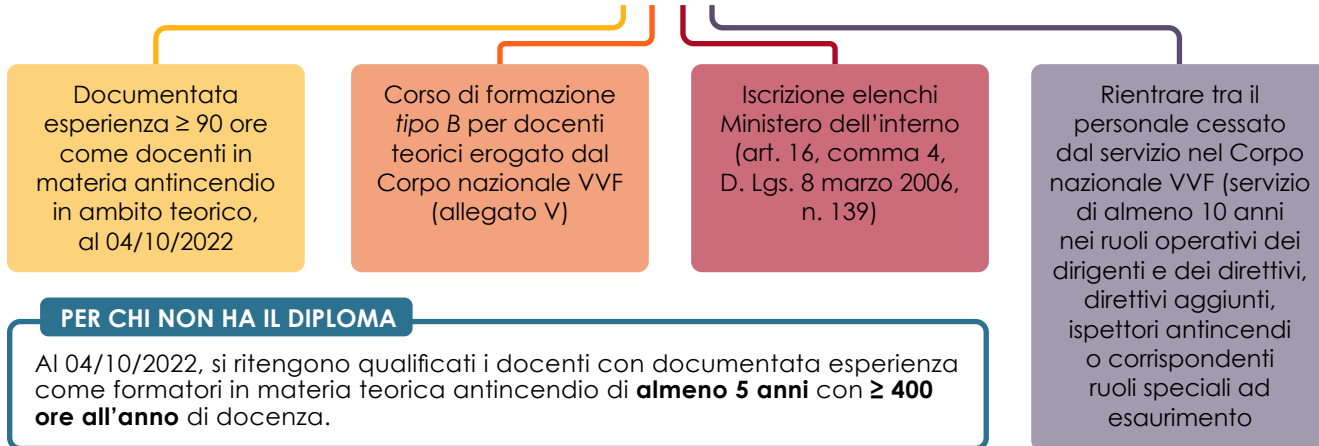 Documentata
esperienza ≥ 90 ore
come docenti in
materia antincendio
in ambito teorico,
al 04/10/2022
Corso di formazione
tipo B per docenti
teorici erogato dal
Corpo nazionale VVF
(allegato V)
Iscrizione elenchi
Ministero dell’interno
(art. 16, comma 4,
D. Lgs. 8 marzo 2006,
n. 139)
Rientrare tra il
personale cessato
dal servizio nel Corpo
nazionale VVF (servizio
di almeno 10 anni
nei ruoli operativi dei
dirigenti e dei direttivi,
direttivi aggiunti,
ispettori antincendi
o corrispondenti
ruoli speciali ad
esaurimento
PER CHI NON HA IL DIPLOMA
Al 04/10/2022, si ritengono qualificati i docenti con documentata esperienza
come formatori in materia teorica antincendio di almeno 5 anni con ≥ 400
ore all’anno di docenza.